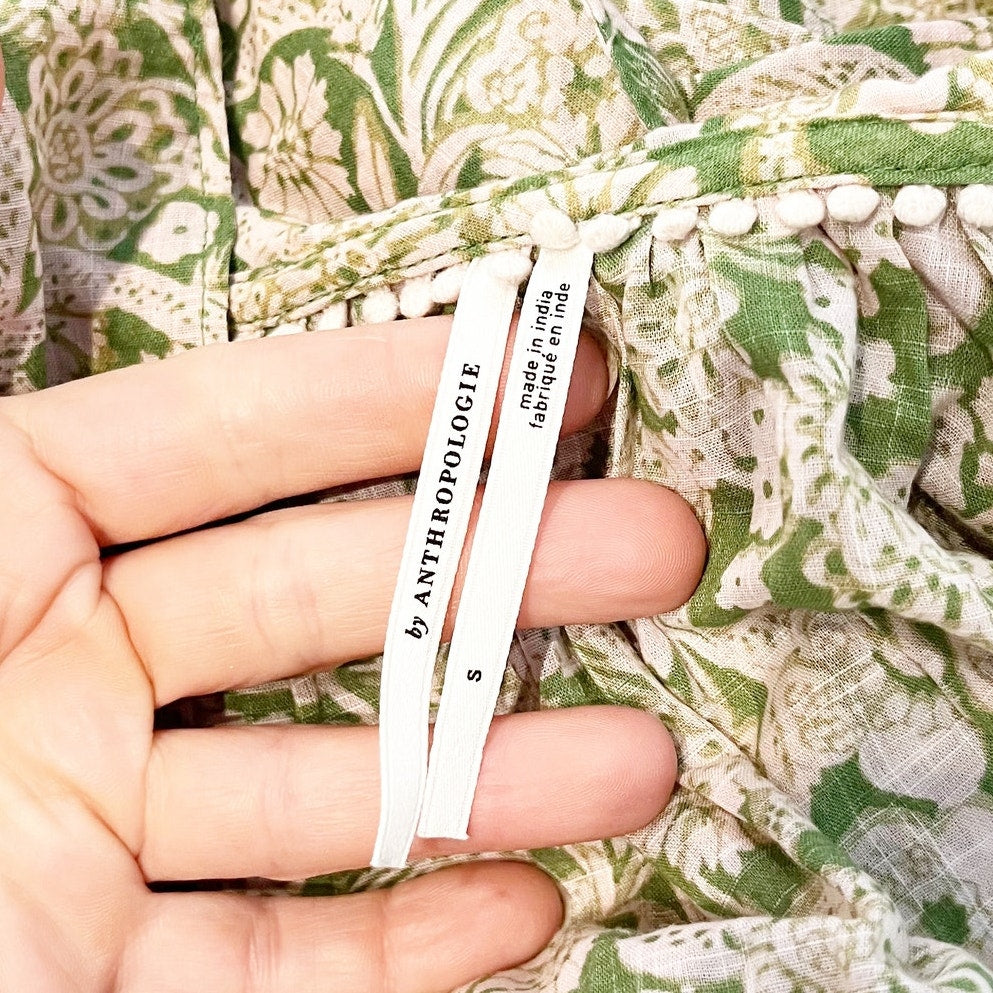 by ANTHROPOLOGIE
made in india
fabriqué en inde
S